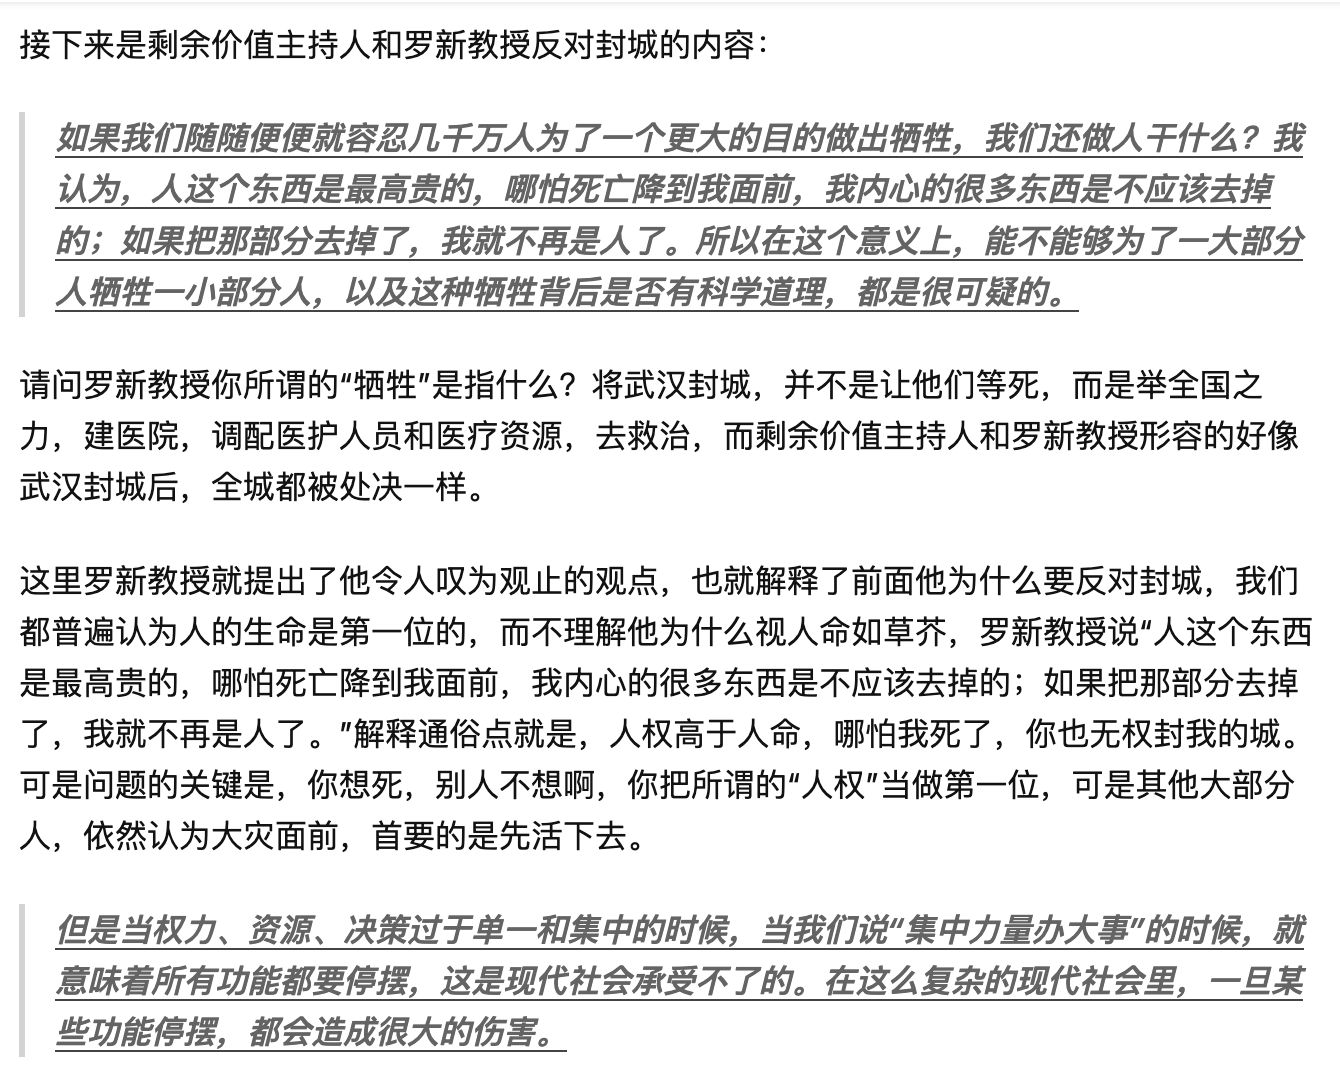 接下来是剩余价值主持人和罗新教授反对封城的内容：
如果我们随随便便就容忍几千万人为了一个更大的目的做出牺牲，我们还做人干什么？我
认为，人这个东西是最高贵的，哪怕死亡降到我面前，我内心的很多东西是不应该去掉
的；如果把那部分去掉了，我就不再是人了。所以在这个意义上，能不能够为了一大部分
人牺牲一小部分人，以及这种牺牲背后是否有科学道理，都是很可疑的。
请问罗新教授你所谓的“牺牲”是指什么？将武汉封城，并不是让他们等死，而是举全国之
力，建医院，调配医护人员和医疗资源，去救治，而剩余价值主持人和罗新教授形容的好像
武汉封城后，全城都被处决一样。
这里罗新教授就提出了他令人叹为观止的观点，也就解释了前面他为什么要反对封城，我们
都普遍认为人的生命是第一位的，而不理解他为什么视人命如草芥，罗新教授说“人这个东西
是最高贵的，哪怕死亡降到我面前，我内心的很多东西是不应该去掉的；如果把那部分去掉
了，我就不再是人了。”解释通俗点就是，人权高于人命，哪怕我死了，你也无权封我的城。
可是问题的关键是，你想死，别人不想啊，你把所谓的“人权”当做第一位，可是其他大部分
人，依然认为大灾面前，首要的是先活下去。
但是当权力、资源、决策过于单一和集中的时候，当我们说“集中力量办大事”的时候，就
意味着所有功能都要停摆，这是现代社会承受不了的。在这么复杂的现代社会里，一旦某
些功能停摆，都会造成很大的伤害。